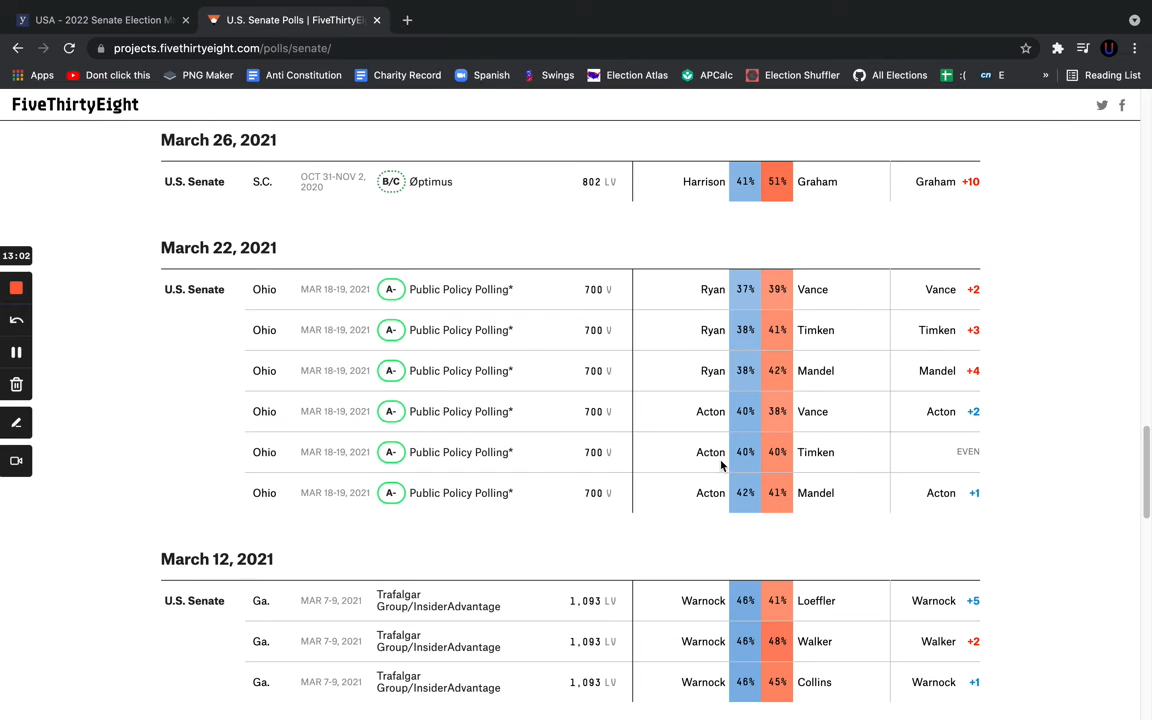 USA - 2022 Senate Election M
U.S. Senate Polls | FiveThirtyEi
projects.fivethirtyeight.com/polls/senate/
Apps Dont click this PNG Maker Anti Constitution Charity Record Spanish Swings Election Atlas APCalc Election Shuffler All Elections :( cn E » Reading List
FiveThirtyEight
March 26, 2021
U.S. Senate S.C. OCT 31-NOV 2, 2020 B/C Øptimus 802 LV Harrison 41% 51% Graham Graham +10
13:02
March 22, 2021
U.S. Senate Ohio MAR 18-19, 2021 A- Public Policy Polling* 700 V Ryan 37% 39% Vance Vance +2
Ohio MAR 18-19, 2021 A- Public Policy Polling* 700 V Ryan 38% 41% Timken Timken +3
Ohio MAR 18-19, 2021 A- Public Policy Polling* 700 V Ryan 38% 42% Mandel Mandel +4
Ohio MAR 18-19, 2021 A- Public Policy Polling* 700 V Acton 40% 38% Vance Acton +2
Ohio MAR 18-19, 2021 A- Public Policy Polling* 700 V Acton 40% 40% Timken EVEN
Ohio MAR 18-19, 2021 A- Public Policy Polling* 700 V Acton 42% 41% Mandel Acton +1
March 12, 2021
U.S. Senate Ga. MAR 7-9, 2021 Trafalgar Group/InsiderAdvantage 1,093 LV Warnock 46% 41% Loeffler Warnock +5
Ga. MAR 7-9, 2021 Trafalgar Group/InsiderAdvantage 1,093 LV Warnock 46% 48% Walker Walker +2
Ga. MAR 7-9, 2021 Trafalgar Group/InsiderAdvantage 1,093 LV Warnock 46% 45% Collins Warnock +1